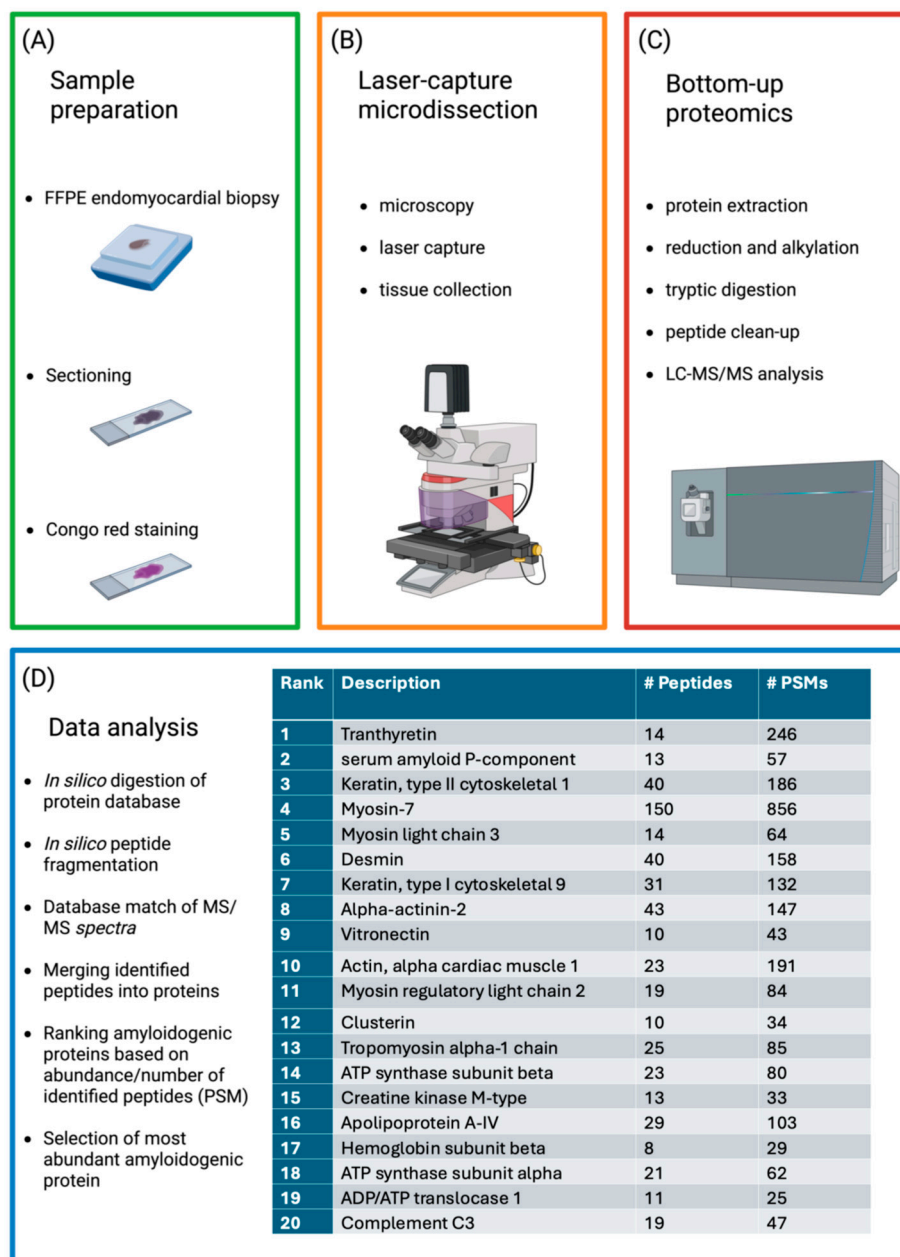 (A)
Sample
preparation
• FFPE endomyocardial biopsy
• Sectioning
• Congo red staining
(B)
Laser-capture
microdissection
• microscopy
• laser capture
• tissue collection
(C)
Bottom-up
proteomics
• protein extraction
• reduction and alkylation
• tryptic digestion
• peptide clean-up
• LC-MS/MS analysis
(D)
Data analysis
• In silico digestion of
protein database
• In silico peptide
fragmentation
• Database match of MS/
MS spectra
• Merging identified
peptides into proteins
• Ranking amyloidogenic
proteins based on
abundance/number of
identified peptides (PSM)
• Selection of most
abundant amyloidogenic
protein
Rank Description # Peptides # PSMs
1 Tranthyretin 14 246
2 serum amyloid P-component 13 57
3 Keratin, type II cytoskeletal 1 40 186
4 Myosin-7 150 856
5 Myosin light chain 3 14 64
6 Desmin 40 158
7 Keratin, type I cytoskeletal 9 31 132
8 Alpha-actinin-2 43 147
9 Vitronectin 10 43
10 Actin, alpha cardiac muscle 1 23 191
11 Myosin regulatory light chain 2 19 84
12 Clusterin 10 34
13 Tropomyosin alpha-1 chain 25 85
14 ATP synthase subunit beta 23 80
15 Creatine kinase M-type 13 33
16 Apolipoprotein A-IV 29 103
17 Hemoglobin subunit beta 8 29
18 ATP synthase subunit alpha 21 62
19 ADP/ATP translocase 1 11 25
20 Complement C3 19 47